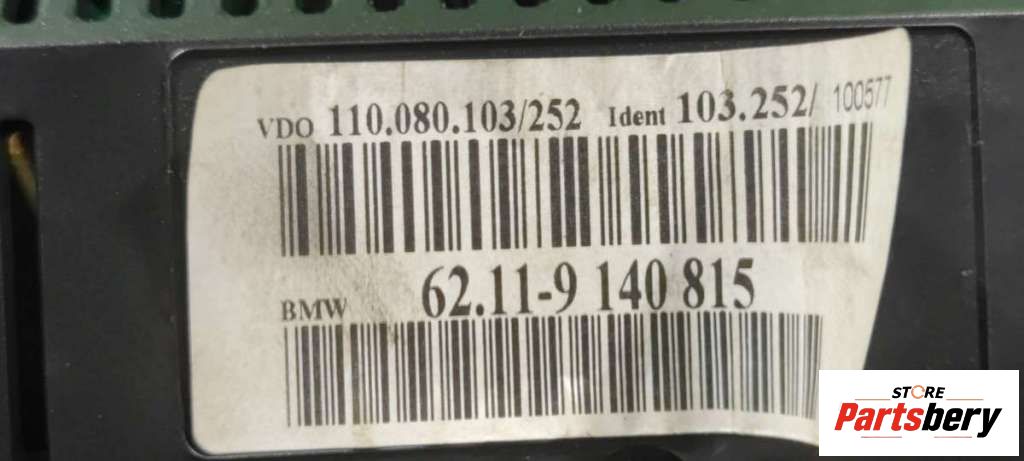 VDO 110.080.103/252 Ident 103.252/ 100577
BMW 62.11-9 140 815
STORE
Partsbery